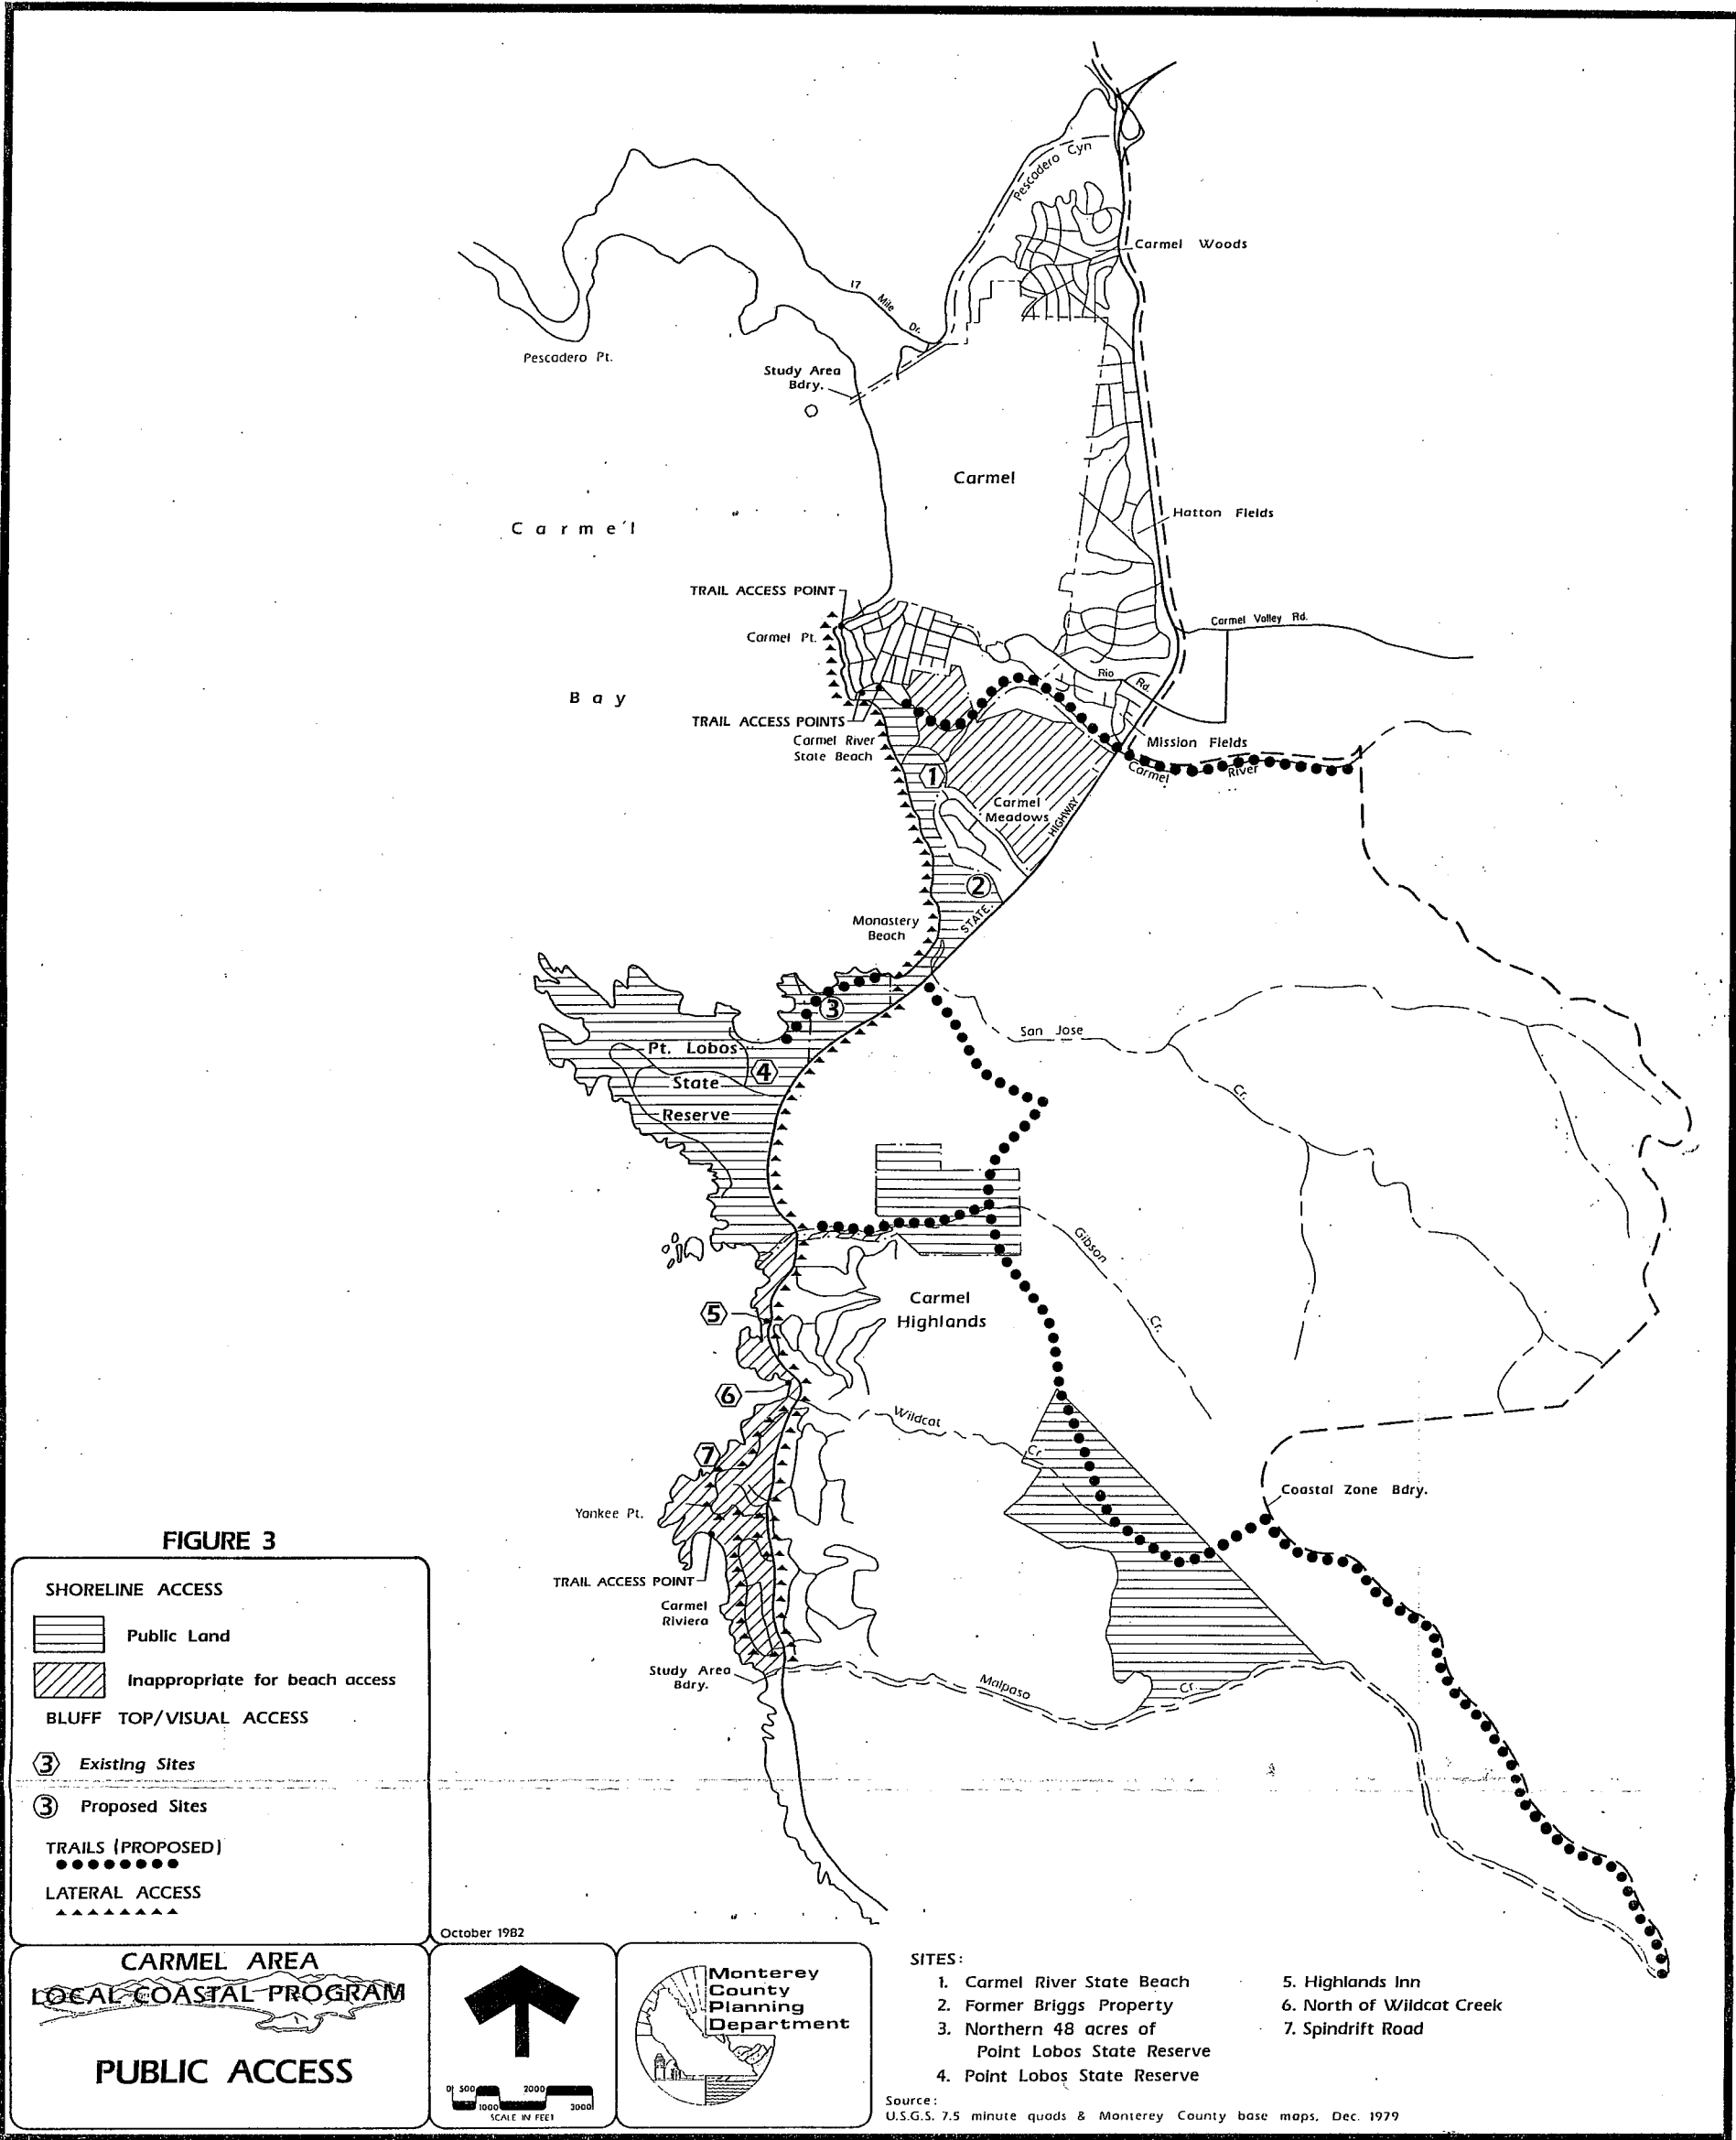 Pescadero Cyn
Carmel Woods
17 Mile Dr.
Pescadero Pt.
Study Area
Bdry.
Carmel
Hatton Fields
Carmel
Bay
TRAIL ACCESS POINT
Carmel Pt.
Carmel Valley Rd.
Rio Rd.
TRAIL ACCESS POINTS
Carmel River
State Beach
Mission Fields
Carmel River
1
Carmel
Meadows
STATE HIGHWAY 1
2
Monastery
Beach
3
San Jose Cr.
Pt. Lobos
State
Reserve
4
Gibson Cr.
Carmel
Highlands
5
6
Wildcat Cr.
7
Yankee Pt.
Coastal Zone Bdry.
TRAIL ACCESS POINT
Carmel
Riviera
Study Area
Bdry.
Malpaso Cr.
FIGURE 3
SHORELINE ACCESS
Public Land
Inappropriate for beach access
BLUFF TOP/VISUAL ACCESS
3 Existing Sites
3 Proposed Sites
TRAILS (PROPOSED)
LATERAL ACCESS
October 1982
CARMEL AREA
LOCAL COASTAL PROGRAM
PUBLIC ACCESS
0 500 2000
1000 3000
SCALE IN FEET
Monterey
County
Planning
Department
SITES:
1. Carmel River State Beach
2. Former Briggs Property
3. Northern 48 acres of
Point Lobos State Reserve
4. Point Lobos State Reserve
5. Highlands Inn
6. North of Wildcat Creek
7. Spindrift Road
Source:
U.S.G.S. 7.5 minute quads & Monterey County base maps, Dec. 1979